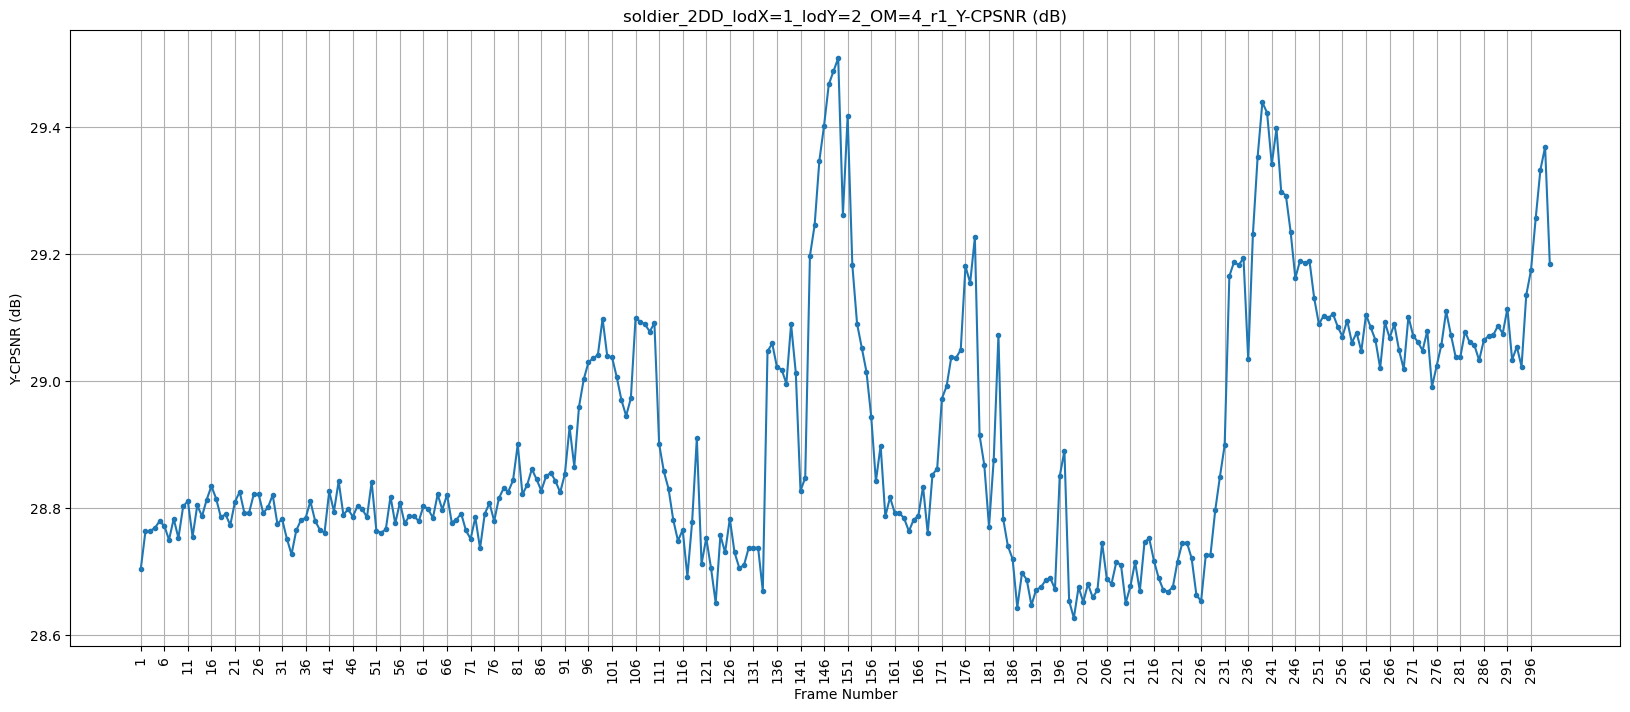 soldier_2DD_lodX=1_lodY=2_OM=4_r1_Y-CPSNR (dB)
29.4
29.2
29.0
28.8
28.6
Y-CPSNR (dB)
1 6 11 16 21 26 31 36 41 46 51 56 61 66 71 76 81 86 91 96 101 106 111 116 121 126 131 136 141 146 151 156 161 166 171 176 181 186 191 196 201 206 211 216 221 226 231 236 241 246 251 256 261 266 271 276 281 286 291 296
Frame Number